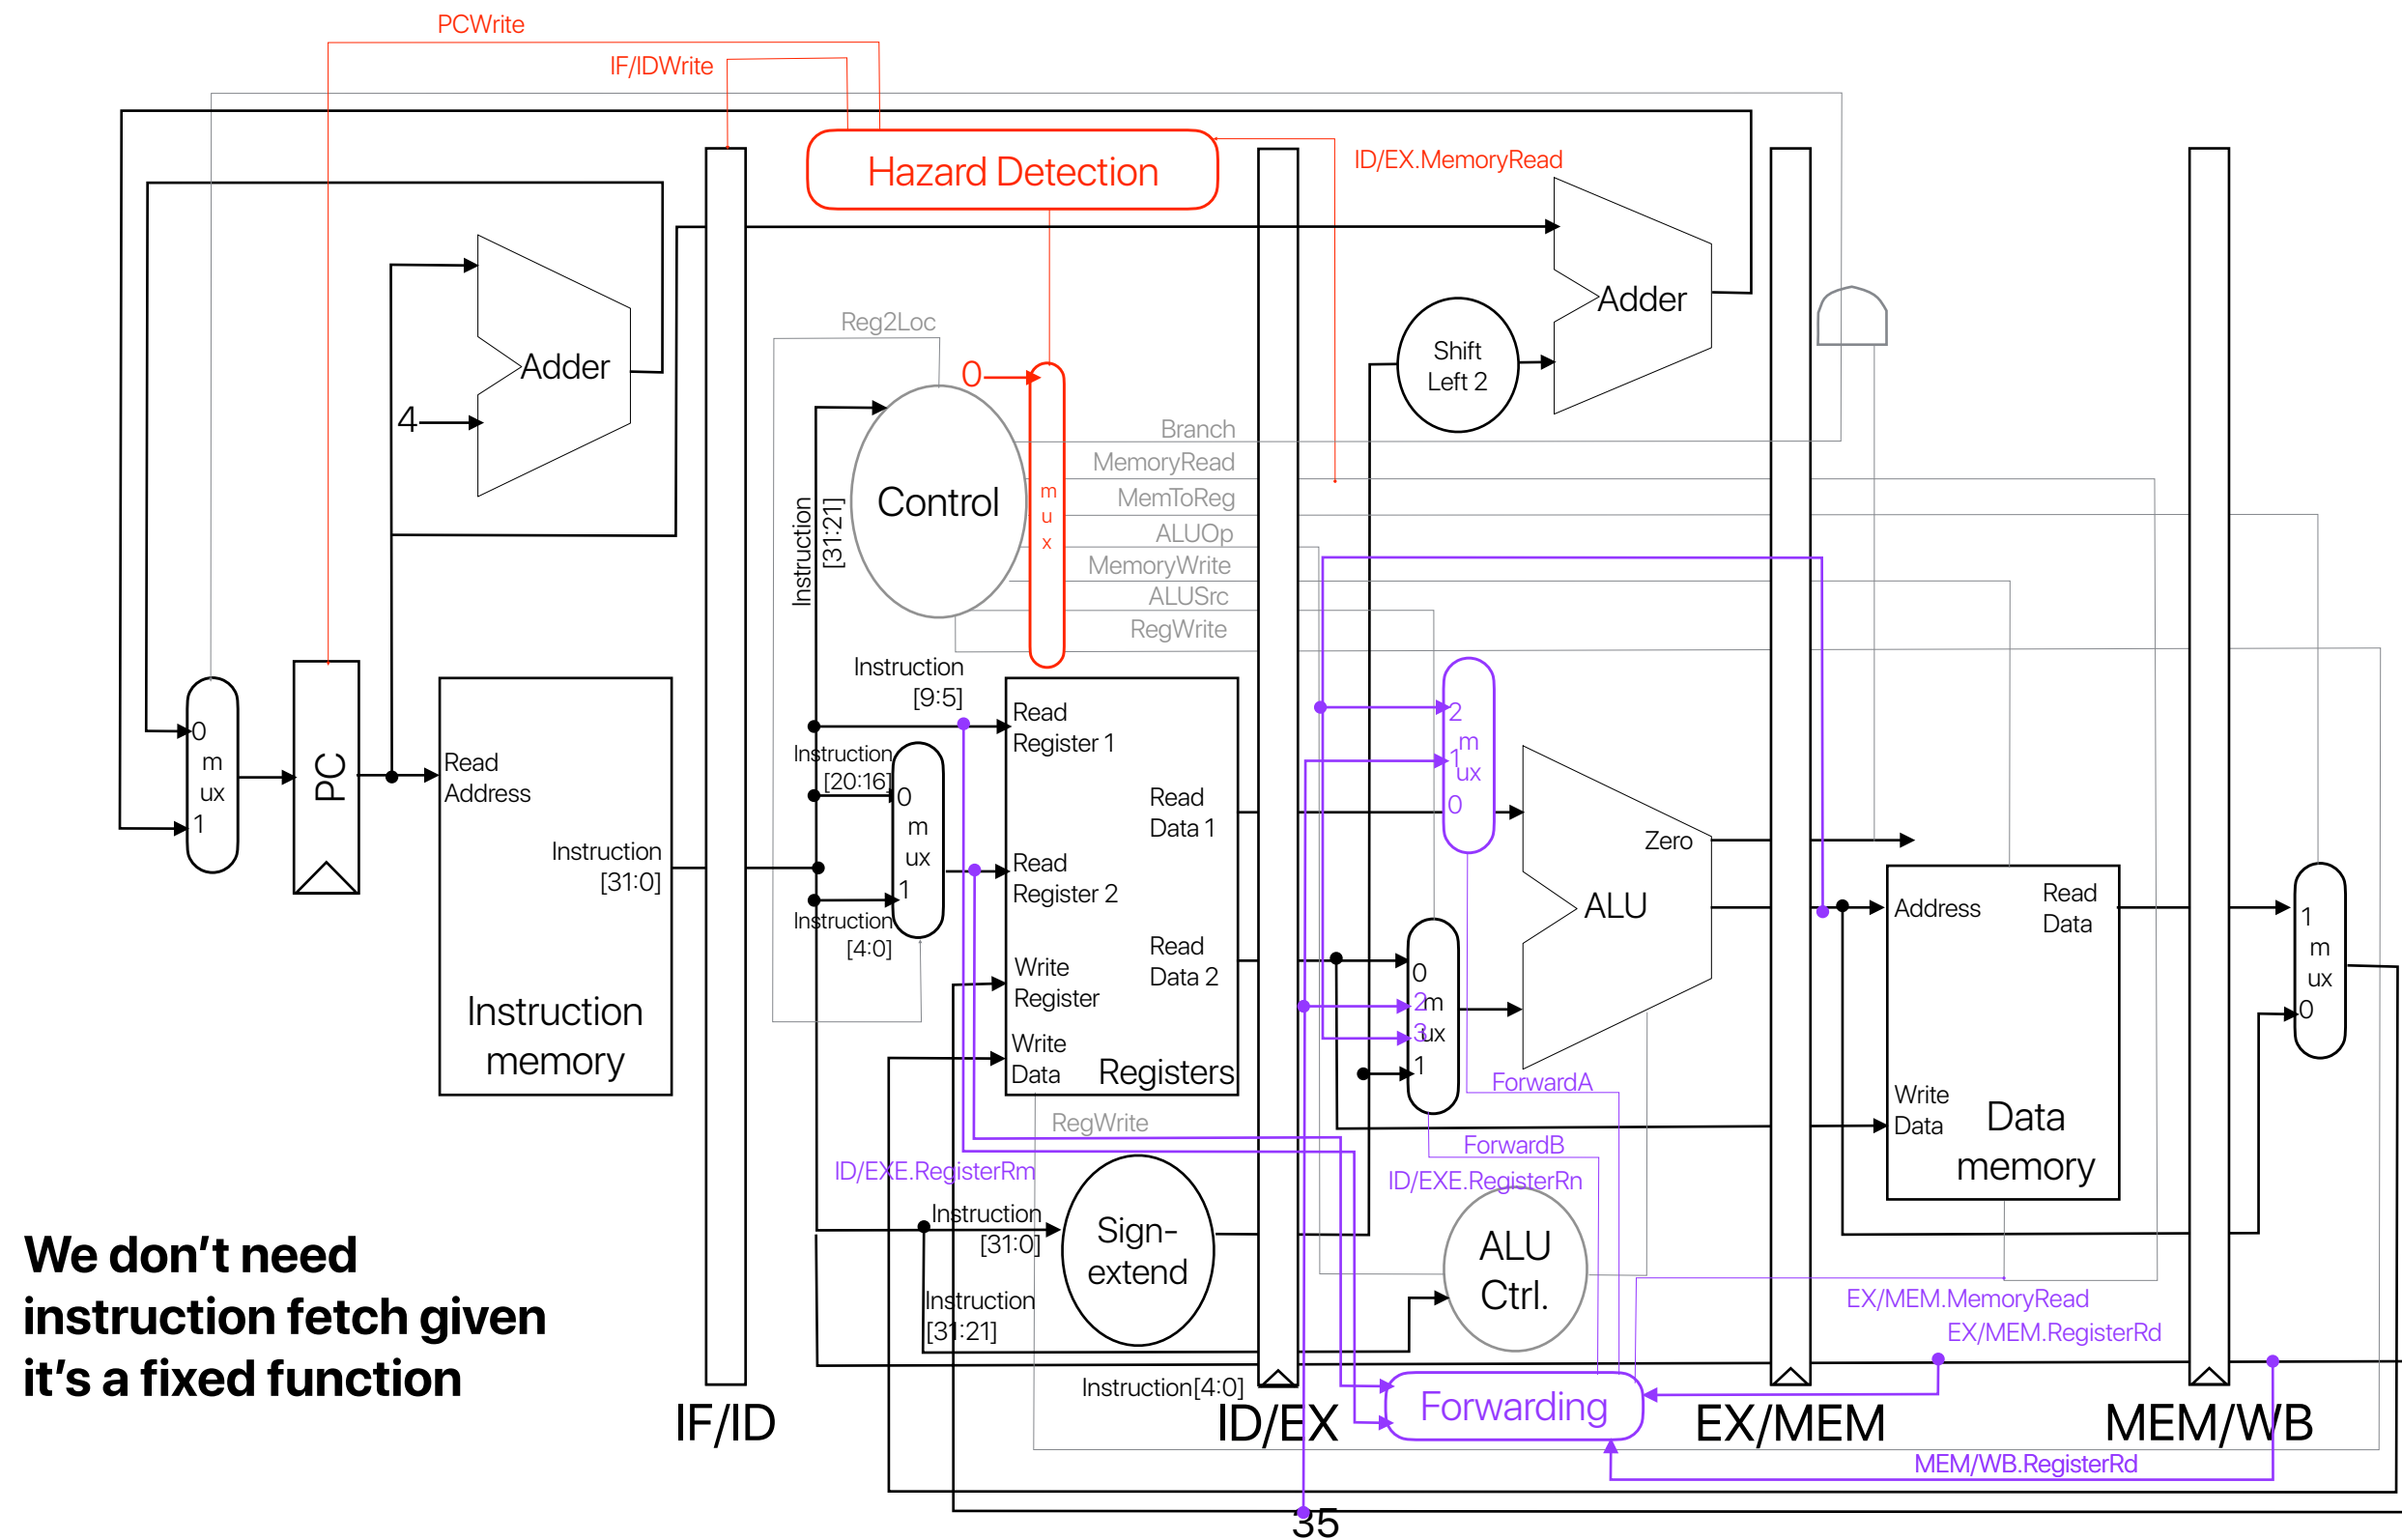 PCWrite
IF/IDWrite
Hazard Detection
ID/EX.MemoryRead
Adder
4
Adder
Shift
Left 2
Reg2Loc
0
Control
m
u
x
Branch
MemoryRead
MemToReg
ALUOp
MemoryWrite
ALUSrc
RegWrite
Instruction
[31:21]
0
m
ux
1
PC
Read
Address
Instruction
[31:0]
Instruction
memory
Instruction
[9:5]
Instruction
[20:16]
0
m
ux
1
Instruction
[4:0]
Read
Register 1
Read
Register 2
Write
Register
Write
Data
Read
Data 1
Read
Data 2
Registers
RegWrite
2
m
1
ux
0
0
2
m
3
ux
1
Zero
ALU
ForwardA
ForwardB
ID/EXE.RegisterRm
ID/EXE.RegisterRn
Address
Read
Data
Write
Data
Data
memory
1
m
ux
0
Instruction
[31:0]
Sign-
extend
Instruction
[31:21]
ALU
Ctrl.
EX/MEM.MemoryRead
EX/MEM.RegisterRd
Instruction[4:0]
Forwarding
IF/ID
ID/EX
EX/MEM
MEM/WB
MEM/WB.RegisterRd
We don’t need
instruction fetch given
it’s a fixed function
35